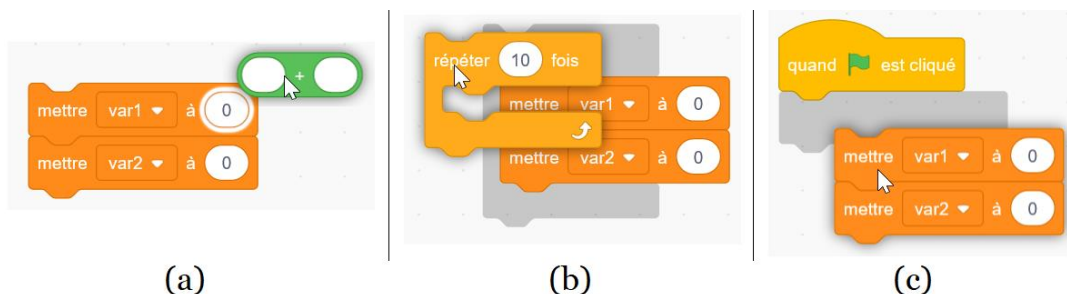 +
mettre var1 à 0
mettre var2 à 0
(a)
répéter 10 fois
mettre var1 à 0
mettre var2 à 0
(b)
quand est cliqué
mettre var1 à 0
mettre var2 à 0
(c)